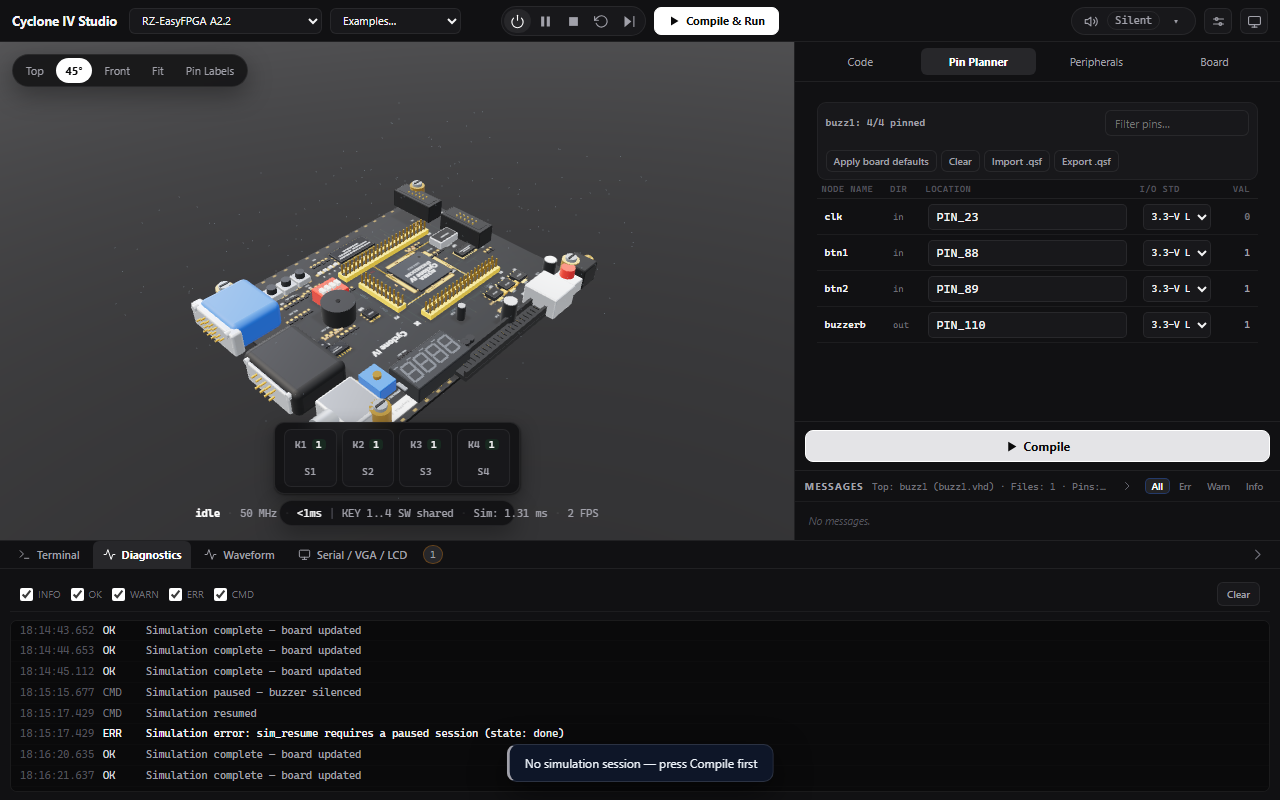 Cyclone IV Studio RZ-EasyFPGA A2.2 Examples... Compile & Run Silent
Top 45° Front Fit Pin Labels
Code Pin Planner Peripherals Board
buzz1: 4/4 pinned Filter pins...
Apply board defaults Clear Import .qsf Export .qsf
NODE NAME DIR LOCATION I/O STD VAL
clk in PIN_23 3.3-V L 0
btn1 in PIN_88 3.3-V L 1
btn2 in PIN_89 3.3-V L 1
buzzerb out PIN_110 3.3-V L 1
Cyclone IV
8888
K1 1 K2 1 K3 1 K4 1
S1 S2 S3 S4
idle · 50 MHz <1ms | KEY 1..4 SW shared · Sim: 1.31 ms · 2 FPS
Compile
MESSAGES Top: buzz1 (buzz1.vhd) · Files: 1 · Pins:… All Err Warn Info
No messages.
Terminal Diagnostics Waveform Serial / VGA / LCD 1
INFO OK WARN ERR CMD Clear
18:14:43.652 OK Simulation complete — board updated
18:14:44.653 OK Simulation complete — board updated
18:14:45.112 OK Simulation complete — board updated
18:15:15.677 CMD Simulation paused — buzzer silenced
18:15:17.429 CMD Simulation resumed
18:15:17.429 ERR Simulation error: sim_resume requires a paused session (state: done)
18:16:20.635 OK Simulation complete — board updated
18:16:21.637 OK Simulation complete — board updated
No simulation session — press Compile first